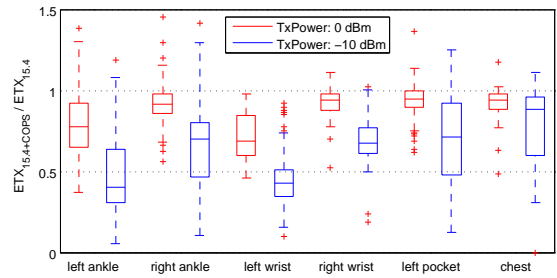 ETX15.4+COPS / ETX15.4
1.5
1
0.5
0
TxPower: 0 dBm
TxPower: −10 dBm
left ankle right ankle left wrist right wrist left pocket chest